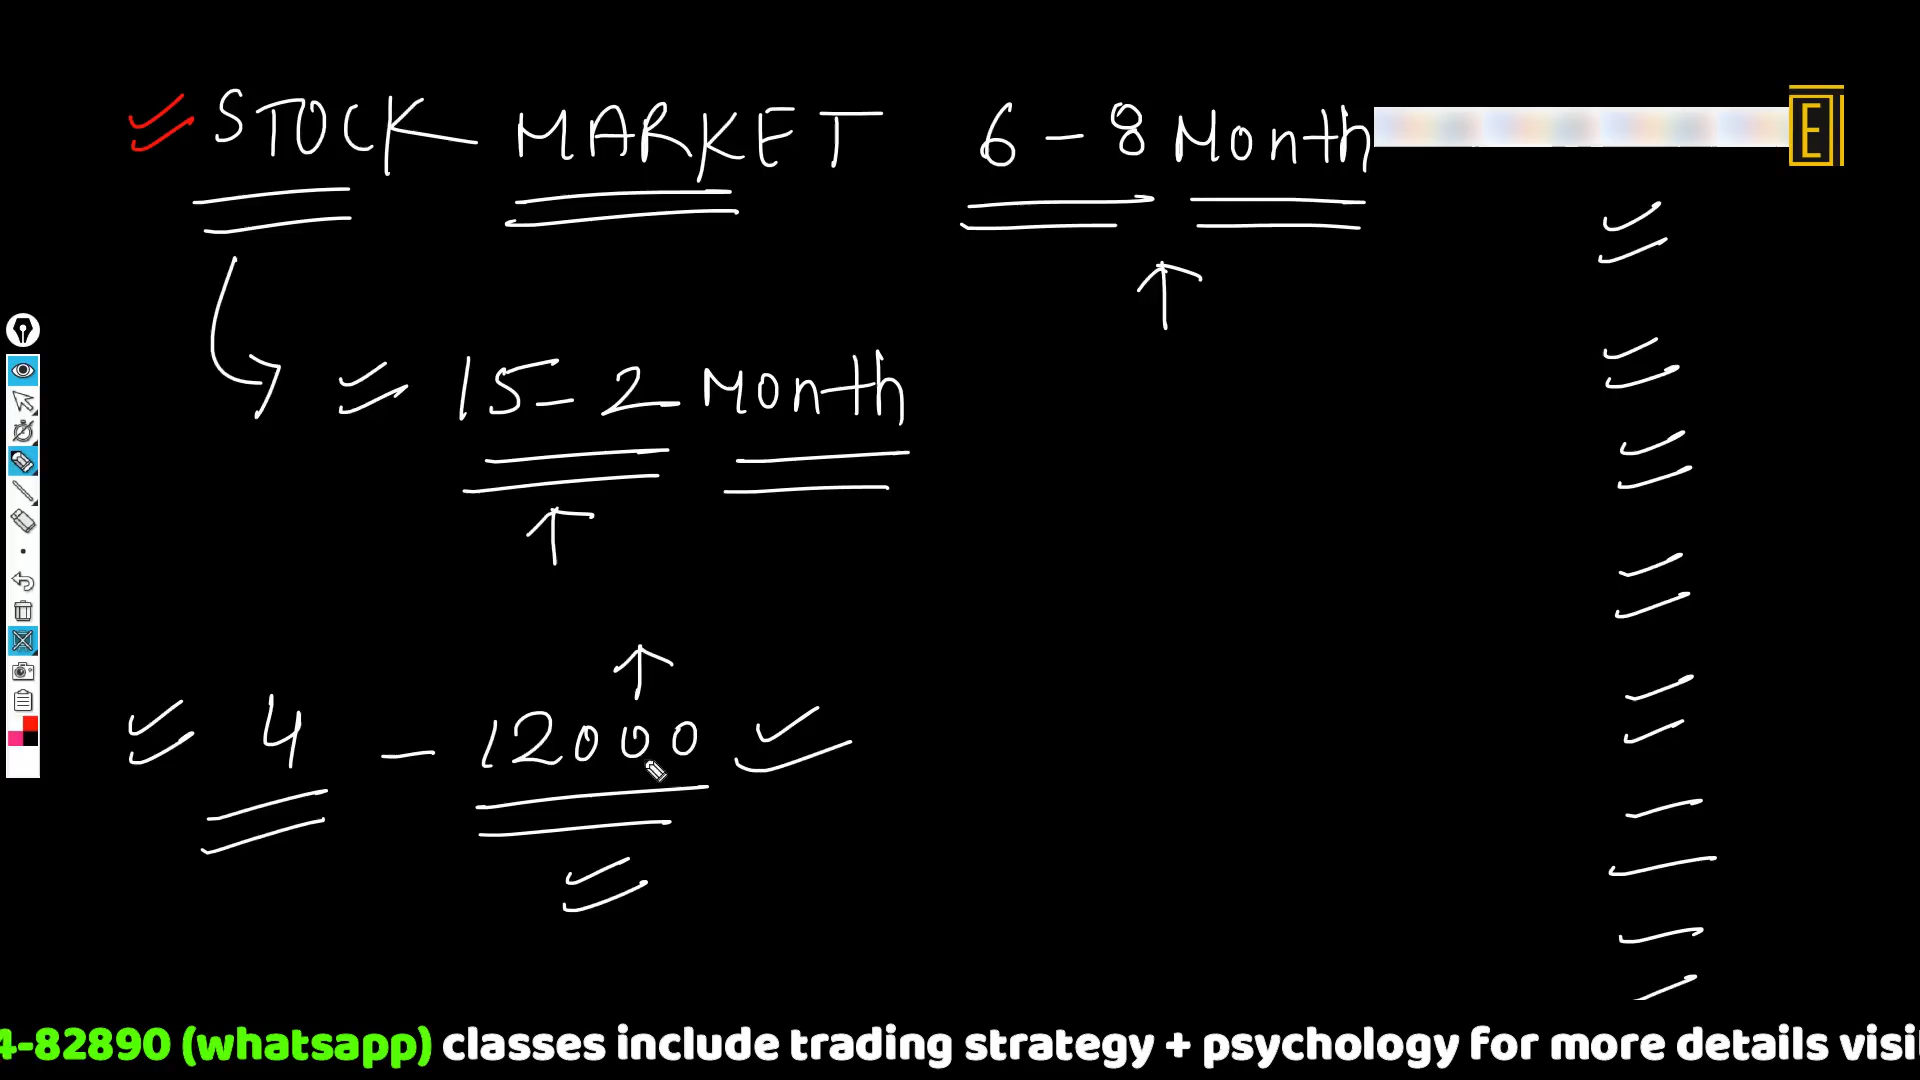 STOCK MARKET 6 - 8 Month
E
15 - 2 Month
4 - 12000
4-82890 (whatsapp) classes include trading strategy + psychology for more details visi